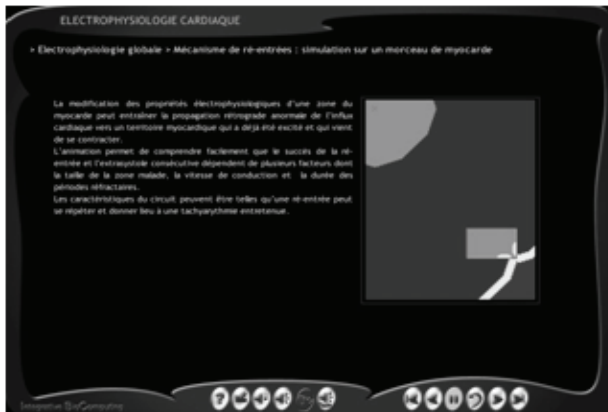 ELECTROPHYSIOLOGIE CARDIAQUE
> Electrophysiologie globale > Mécanisme de ré-entrées : simulation sur un morceau de myocarde
La modification des propriétés électrophysiologiques d'une zone du
myocarde peut entraîner la propagation rétrograde anormale de l'influx
cardiaque vers un territoire myocardique qui a déjà été excité et qui vient
de se contracter.
L'animation permet de comprendre facilement que le succès de la ré-
entrée et l'extrasystole consécutive dépendent de plusieurs facteurs dont
la taille de la zone malade, la vitesse de conduction et la durée des
périodes réfractaires.
Les caractéristiques du circuit peuvent être telles qu'une ré-entrée peut
se répéter et donner lieu à une tachyarythmie entretenue.
Integrative BioComputing